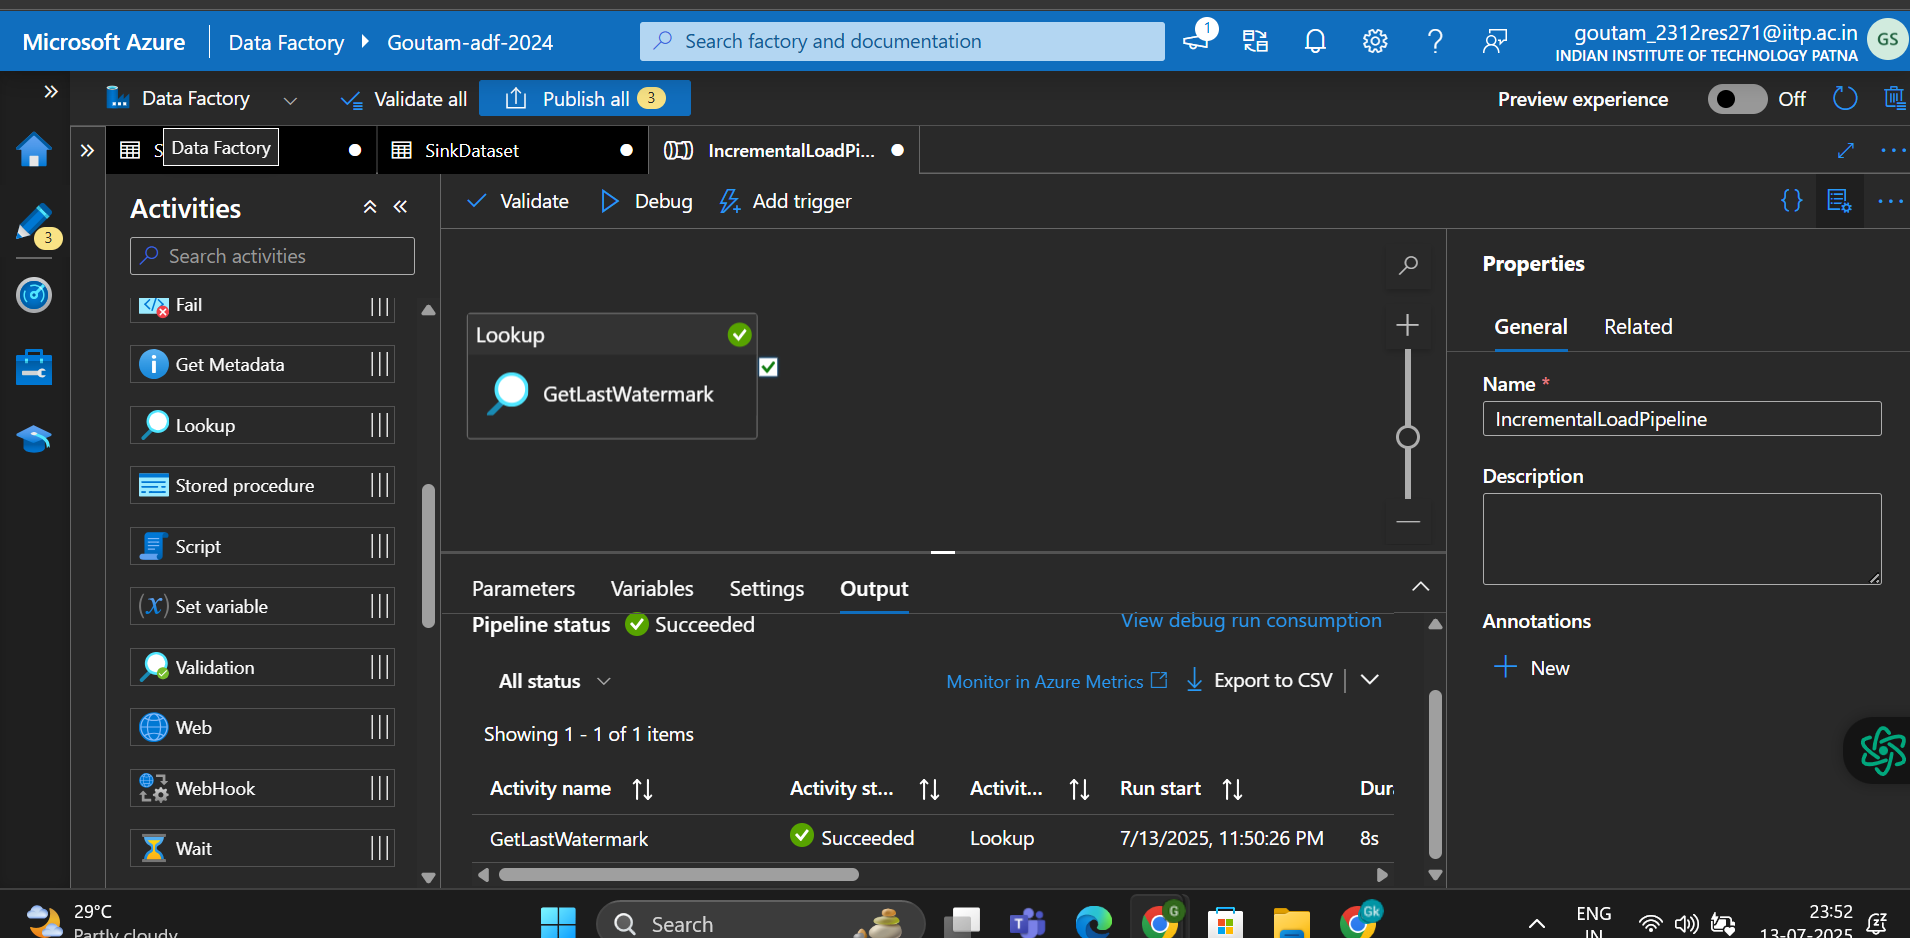 Microsoft Azure
Data Factory
Goutam-adf-2024
Search factory and documentation
1
goutam_2312res271@iitp.ac.in
INDIAN INSTITUTE OF TECHNOLOGY PATNA
GS
Data Factory
Validate all
Publish all
3
Preview experience
Off
S
Data Factory
SinkDataset
IncrementalLoadPi...
3
Activities
Search activities
Fail
Get Metadata
Lookup
Stored procedure
Script
Set variable
Validation
Web
WebHook
Wait
Validate
Debug
Add trigger
Lookup
GetLastWatermark
Parameters
Variables
Settings
Output
Pipeline status
Succeeded
View debug run consumption
All status
Monitor in Azure Metrics
Export to CSV
Showing 1 - 1 of 1 items
Activity name
Activity st...
Activit...
Run start
Dur
GetLastWatermark
Succeeded
Lookup
7/13/2025, 11:50:26 PM
8s
Properties
General
Related
Name *
IncrementalLoadPipeline
Description
Annotations
New
29°C
Partly cloudy
Search
G
Gk
ENG
IN
23:52
13-07-2025